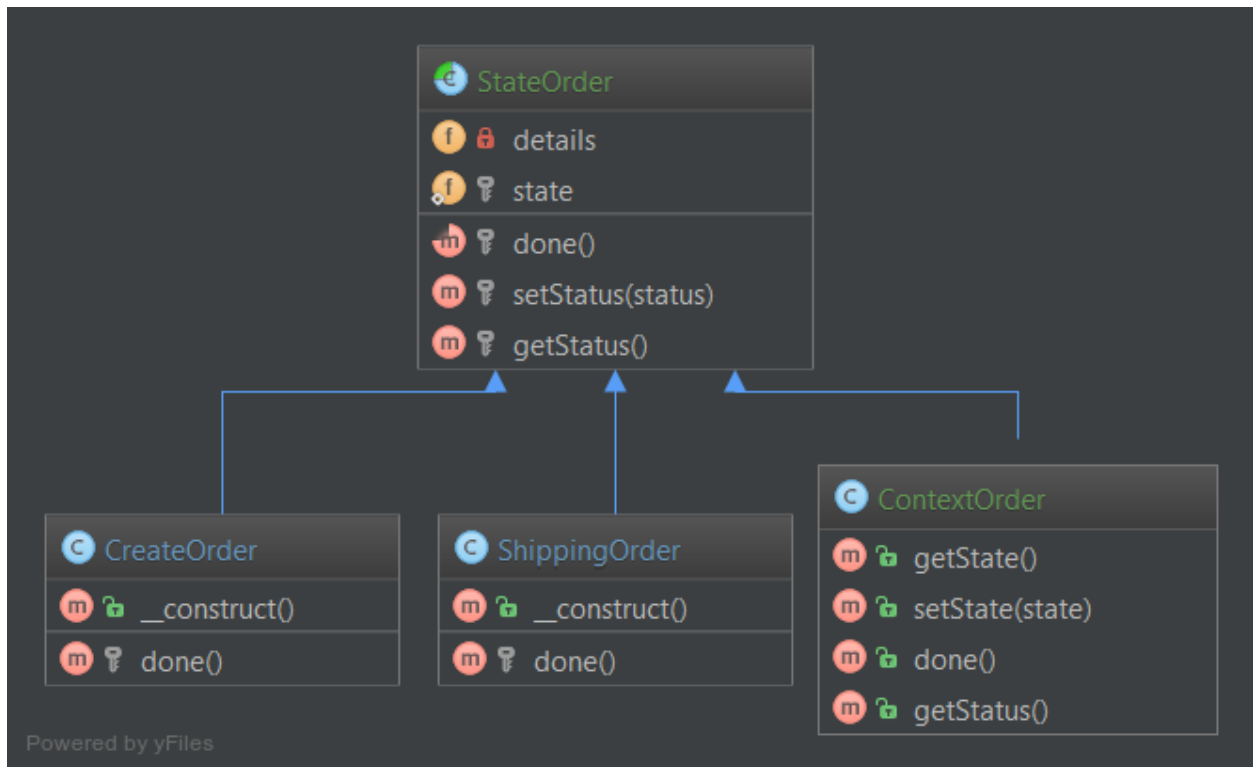 StateOrder
details
state
done()
setStatus(status)
getStatus()
CreateOrder
__construct()
done()
ShippingOrder
__construct()
done()
ContextOrder
getState()
setState(state)
done()
getStatus()
Powered by yFiles